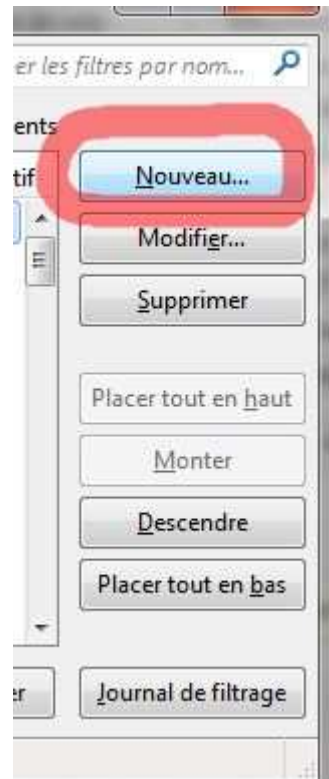 er les filtres par nom...
ents
tif
Nouveau...
Modifier...
Supprimer
Placer tout en haut
Monter
Descendre
Placer tout en bas
er
Journal de filtrage